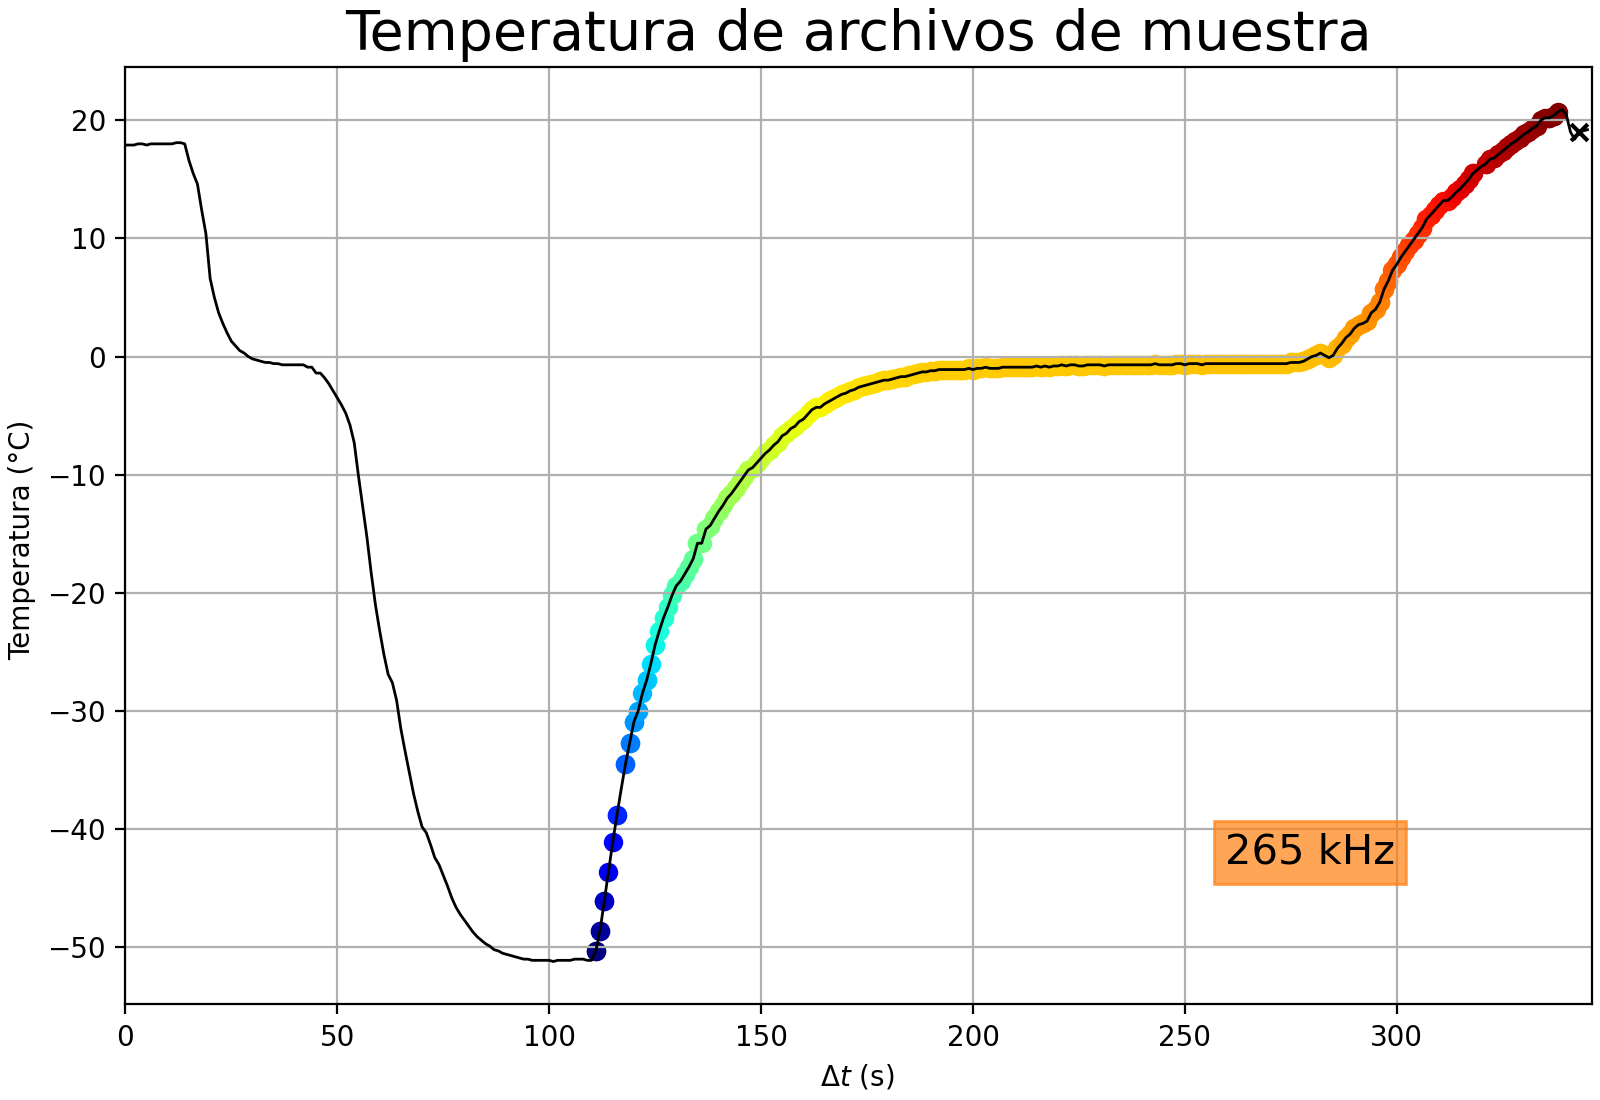 Temperatura de archivos de muestra
20
10
0
−10
−20
−30
−40
−50
Temperatura (°C)
265 kHz
0 50 100 150 200 250 300
Δt (s)